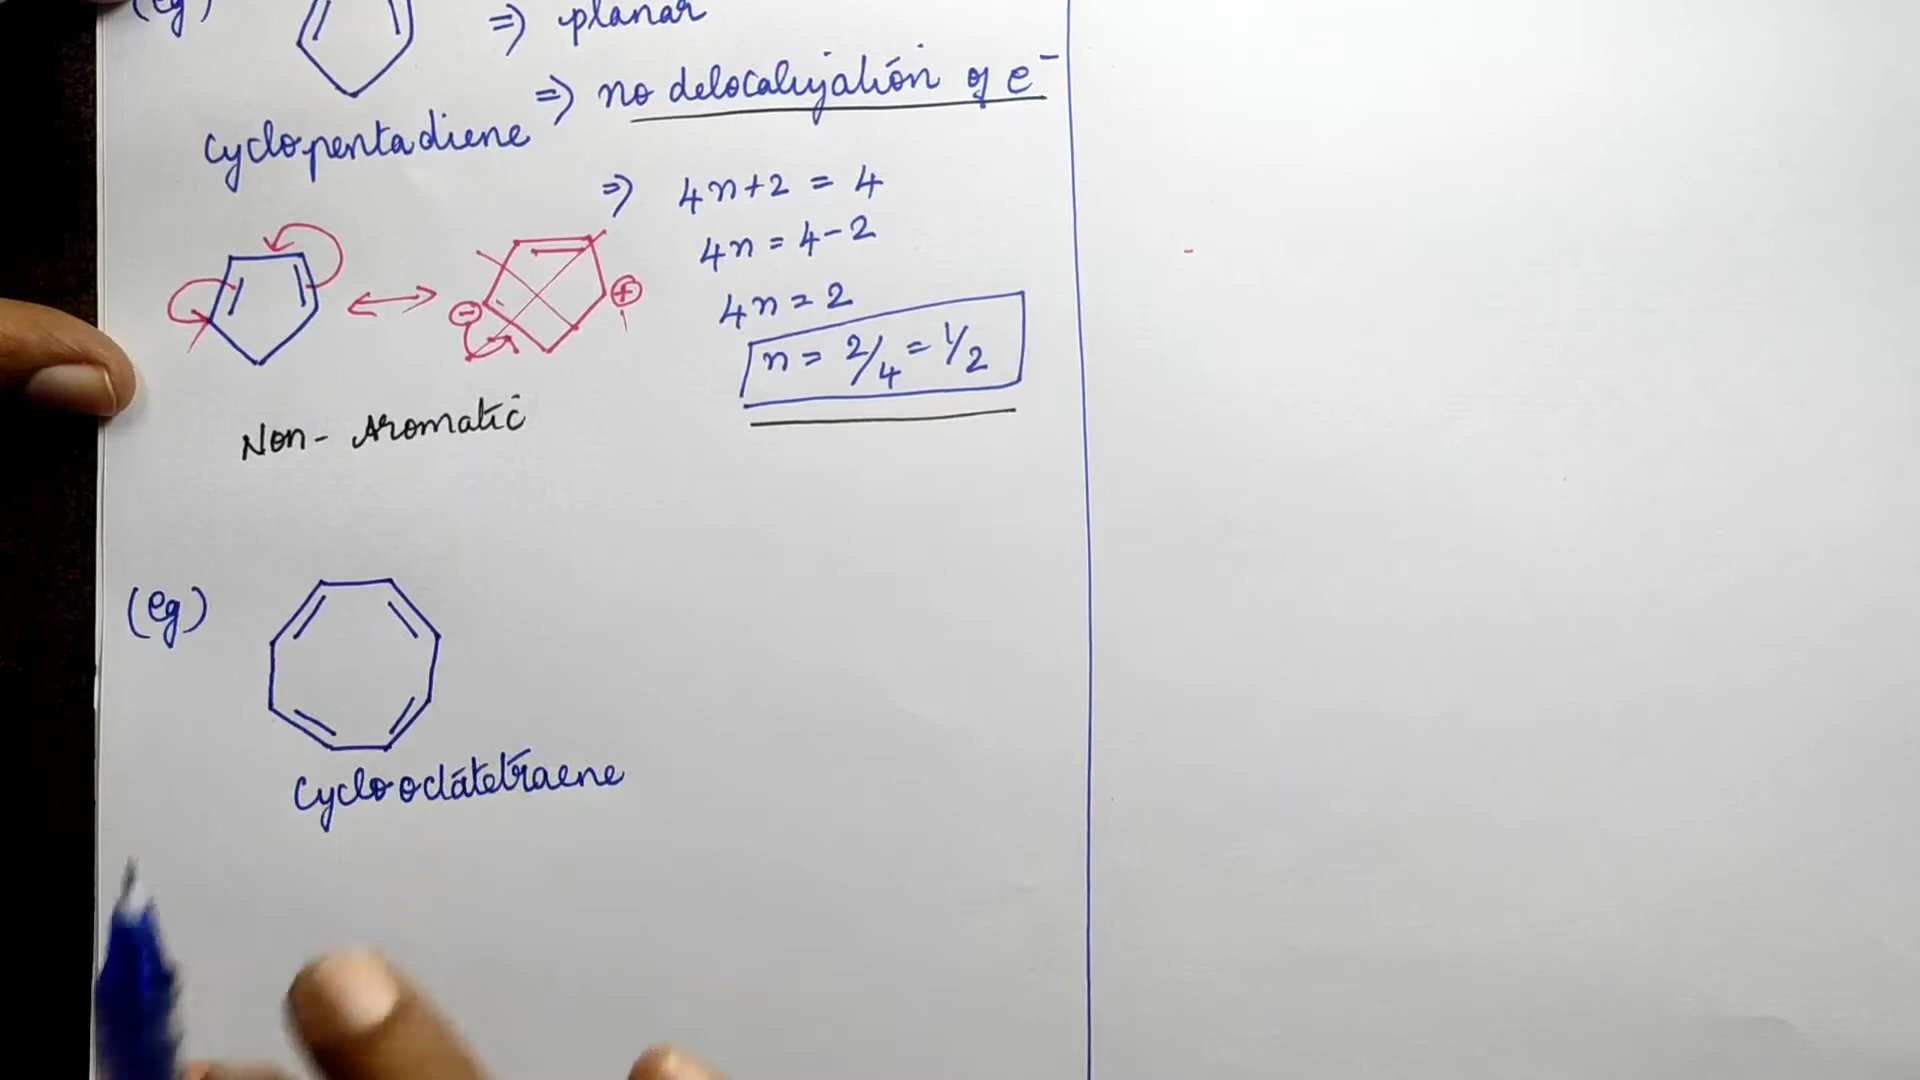 (eg)
⇒ planar
⇒ no delocalization of e⁻
Cyclopentadiene
⇒ 4n+2 = 4
4n = 4-2
4n = 2
n = 2/4 = 1/2
⊖
⊕
Non-Aromatic
(eg)
Cyclooctatetraene